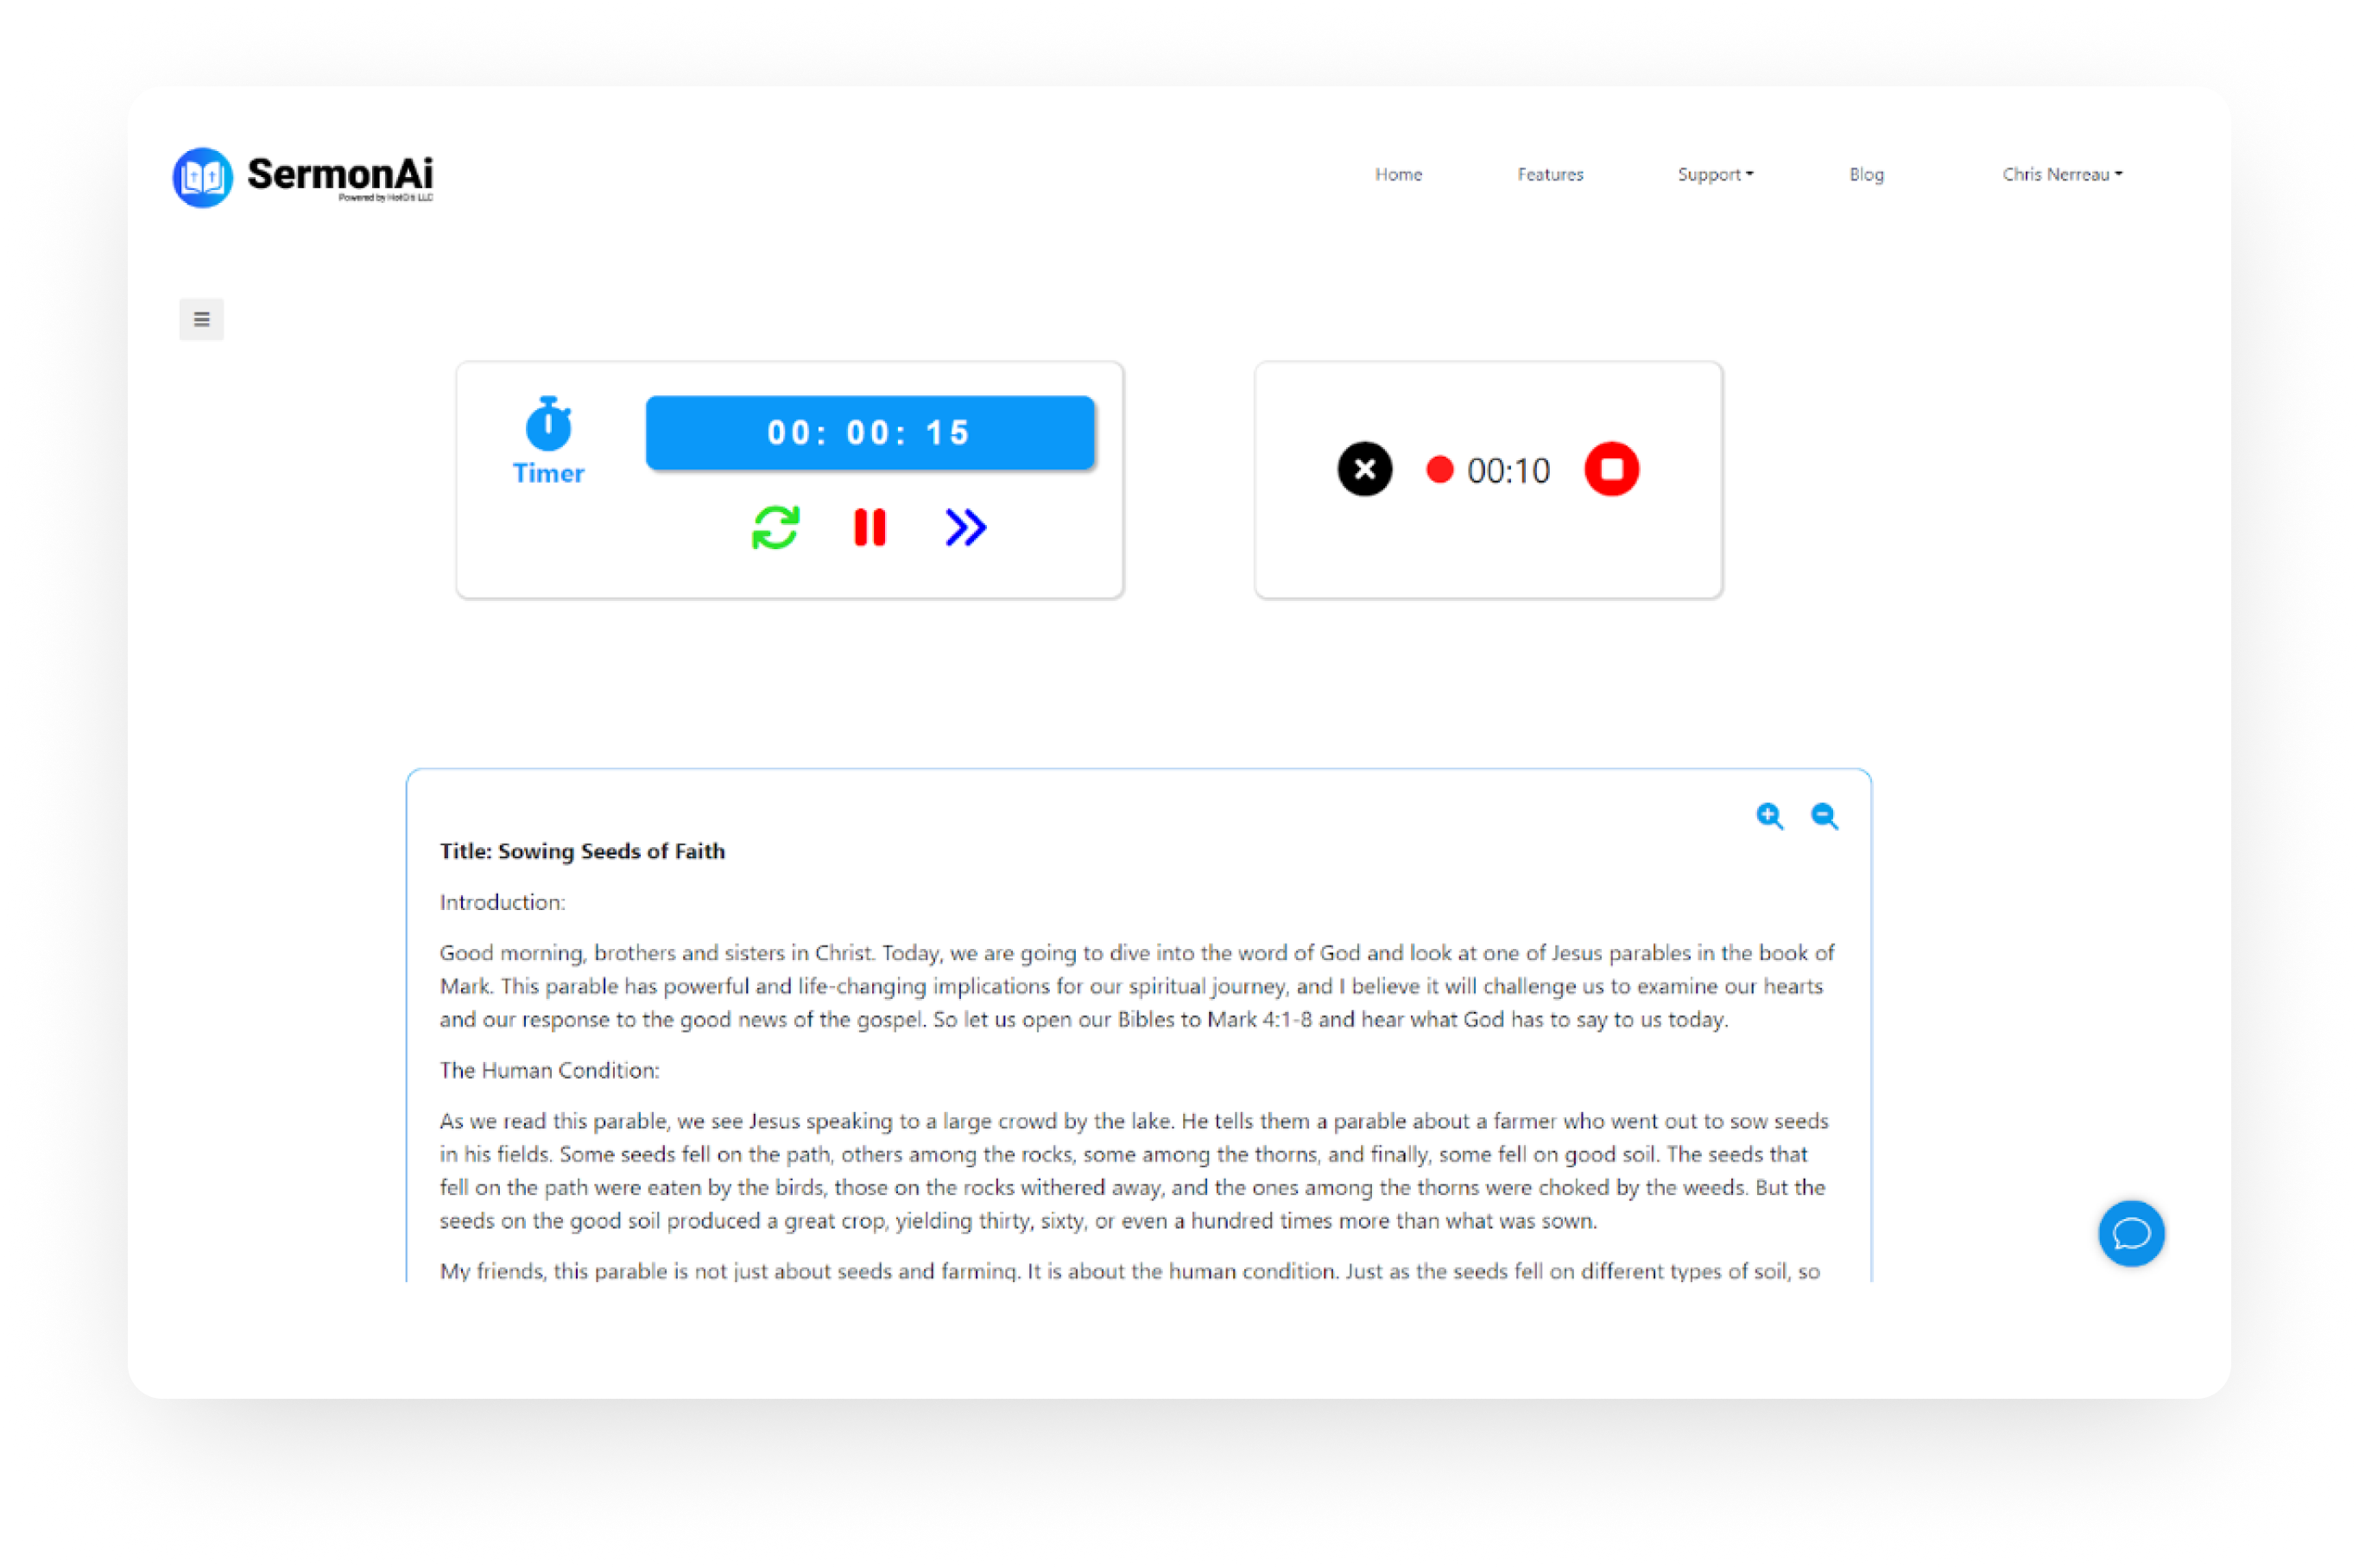 SermonAi
Powered by HotGS LLC
Home Features Support Blog Chris Nerreau
Timer
00: 00: 15
00:10
Title: Sowing Seeds of Faith
Introduction:
Good morning, brothers and sisters in Christ. Today, we are going to dive into the word of God and look at one of Jesus parables in the book of
Mark. This parable has powerful and life-changing implications for our spiritual journey, and I believe it will challenge us to examine our hearts
and our response to the good news of the gospel. So let us open our Bibles to Mark 4:1-8 and hear what God has to say to us today.
The Human Condition:
As we read this parable, we see Jesus speaking to a large crowd by the lake. He tells them a parable about a farmer who went out to sow seeds
in his fields. Some seeds fell on the path, others among the rocks, some among the thorns, and finally, some fell on good soil. The seeds that
fell on the path were eaten by the birds, those on the rocks withered away, and the ones among the thorns were choked by the weeds. But the
seeds on the good soil produced a great crop, yielding thirty, sixty, or even a hundred times more than what was sown.
My friends, this parable is not just about seeds and farming. It is about the human condition. Just as the seeds fell on different types of soil, so